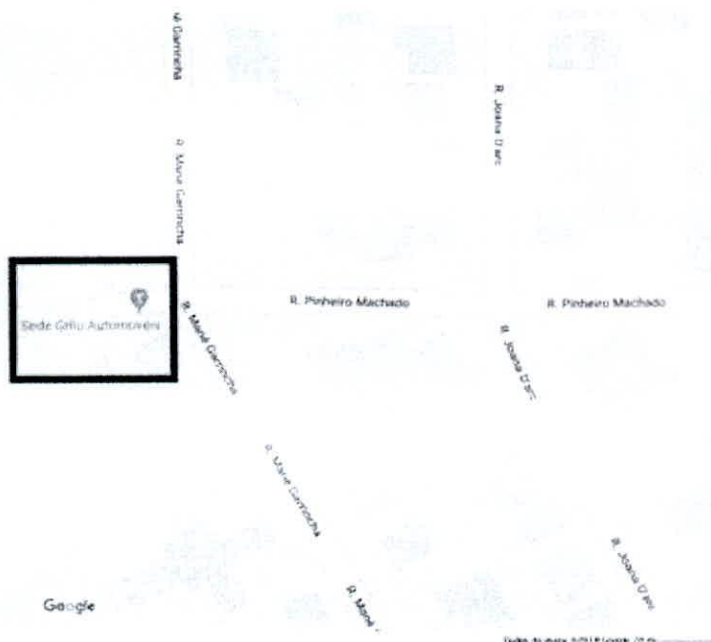 Garrincha
R. Joana D'arc
R. Mané Garrincha
Sede Automóveis
R. Pinheiro Machado
R. Pinheiro Machado
R. Mané Garrincha
R. Joana D'arc
R. Mané Garrincha
R. Joana D'arc
R. Mané
Google